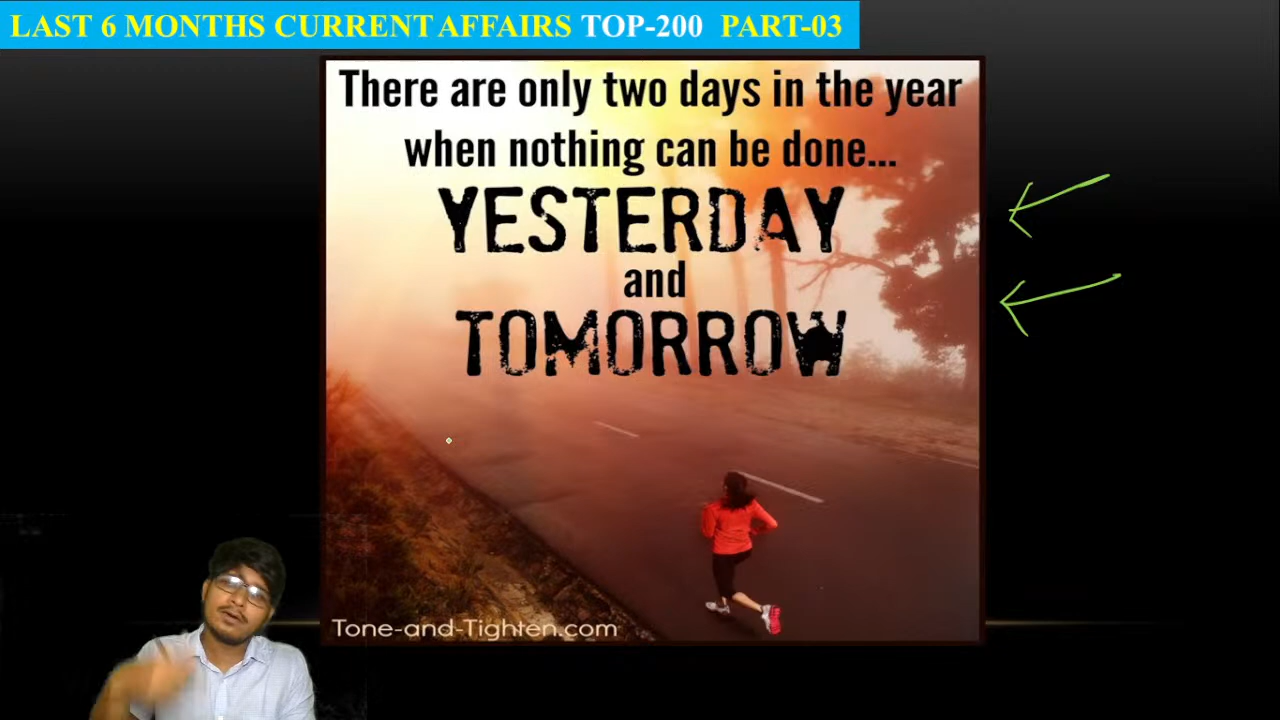 LAST 6 MONTHS CURRENT AFFAIRS TOP-200 PART-03
There are only two days in the year
when nothing can be done...
YESTERDAY
and
TOMORROW
Tone-and-Tighten.com